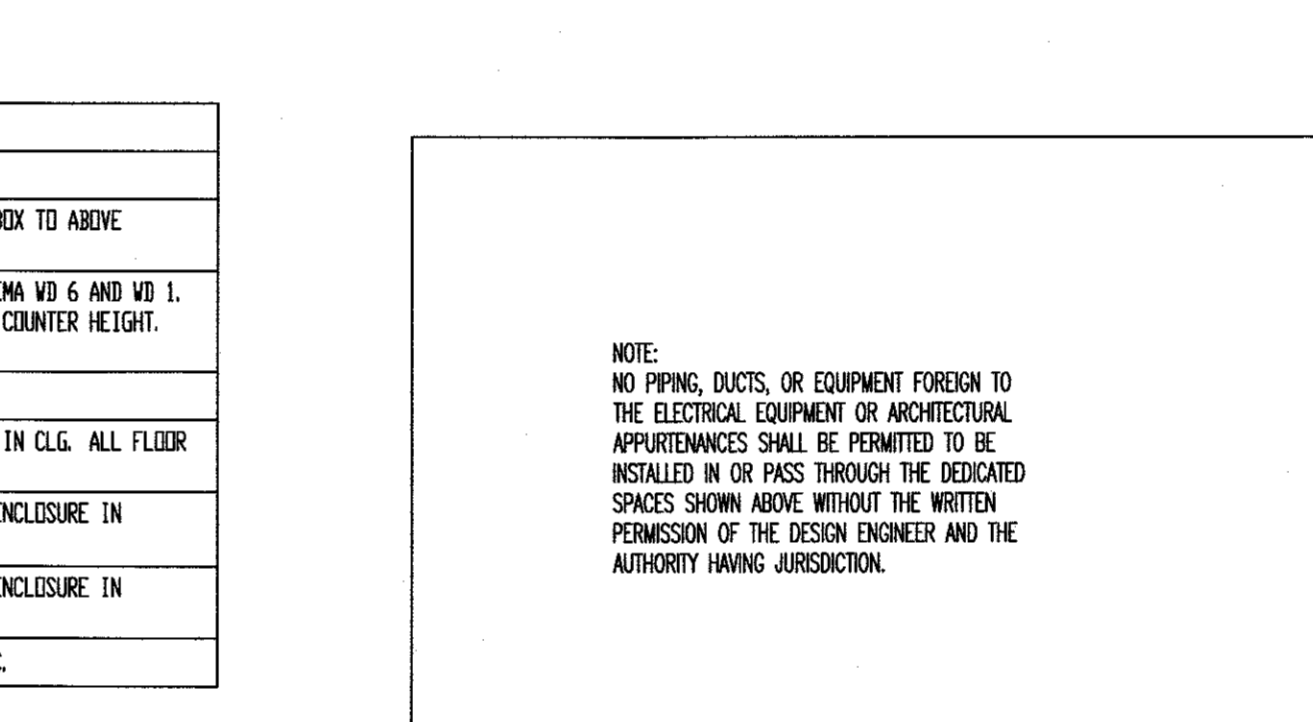 BOX TO ABOVE
WD 6 AND WD 1.
COUNTER HEIGHT.
IN CLG. ALL FLOOR
ENCLOSURE IN
ENCLOSURE IN
NOTE:
NO PIPING, DUCTS, OR EQUIPMENT FOREIGN TO
THE ELECTRICAL EQUIPMENT OR ARCHITECTURAL
APPURTENANCES SHALL BE PERMITTED TO BE
INSTALLED IN OR PASS THROUGH THE DEDICATED
SPACES SHOWN ABOVE WITHOUT THE WRITTEN
PERMISSION OF THE DESIGN ENGINEER AND THE
AUTHORITY HAVING JURISDICTION.